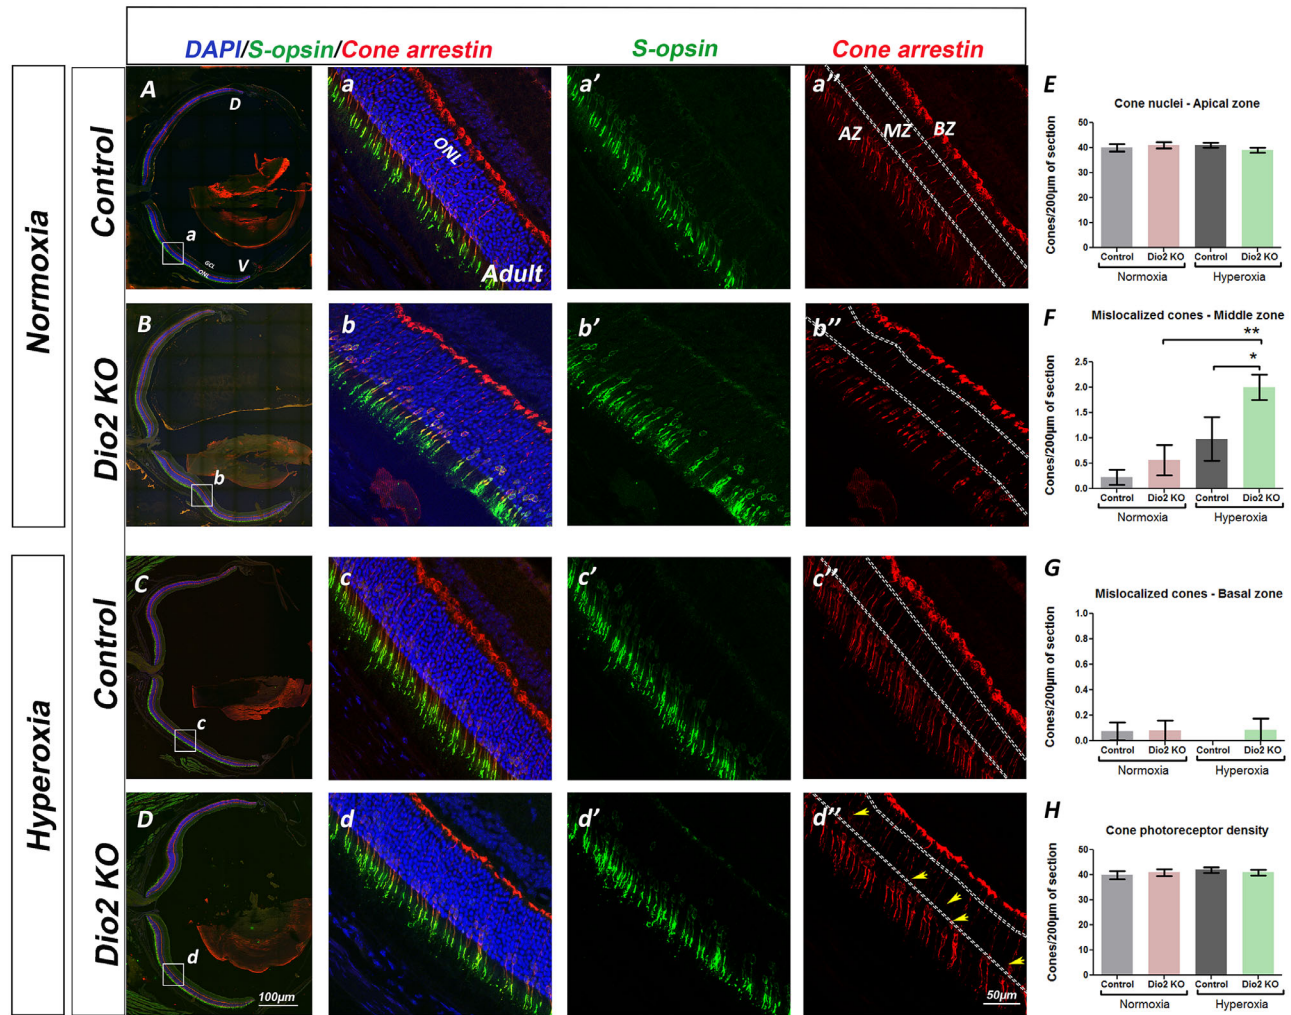 DAPI/S-opsin/Cone arrestin
S-opsin
Cone arrestin
Normoxia
Control
A
D
a
GCL
ONL
V
a
ONL
Adult
a'
a''
AZ
MZ
BZ
Dio2 KO
B
b
b
b'
b''
Hyperoxia
Control
C
c
c
c'
c''
Dio2 KO
D
d
100µm
d
d'
d''
50µm
E
Cone nuclei - Apical zone
Cones/200µm of section
50
40
30
20
10
0
Control
Dio2 KO
Control
Dio2 KO
Normoxia
Hyperoxia
F
Mislocalized cones - Middle zone
**
*
Cones/200µm of section
2.5
2.0
1.5
1.0
0.5
0.0
Control
Dio2 KO
Control
Dio2 KO
Normoxia
Hyperoxia
G
Mislocalized cones - Basal zone
Cones/200µm of section
1.0
0.8
0.6
0.4
0.2
0.0
Control
Dio2 KO
Control
Dio2 KO
Normoxia
Hyperoxia
H
Cone photoreceptor density
Cones/200µm of section
50
40
30
20
10
0
Control
Dio2 KO
Control
Dio2 KO
Normoxia
Hyperoxia